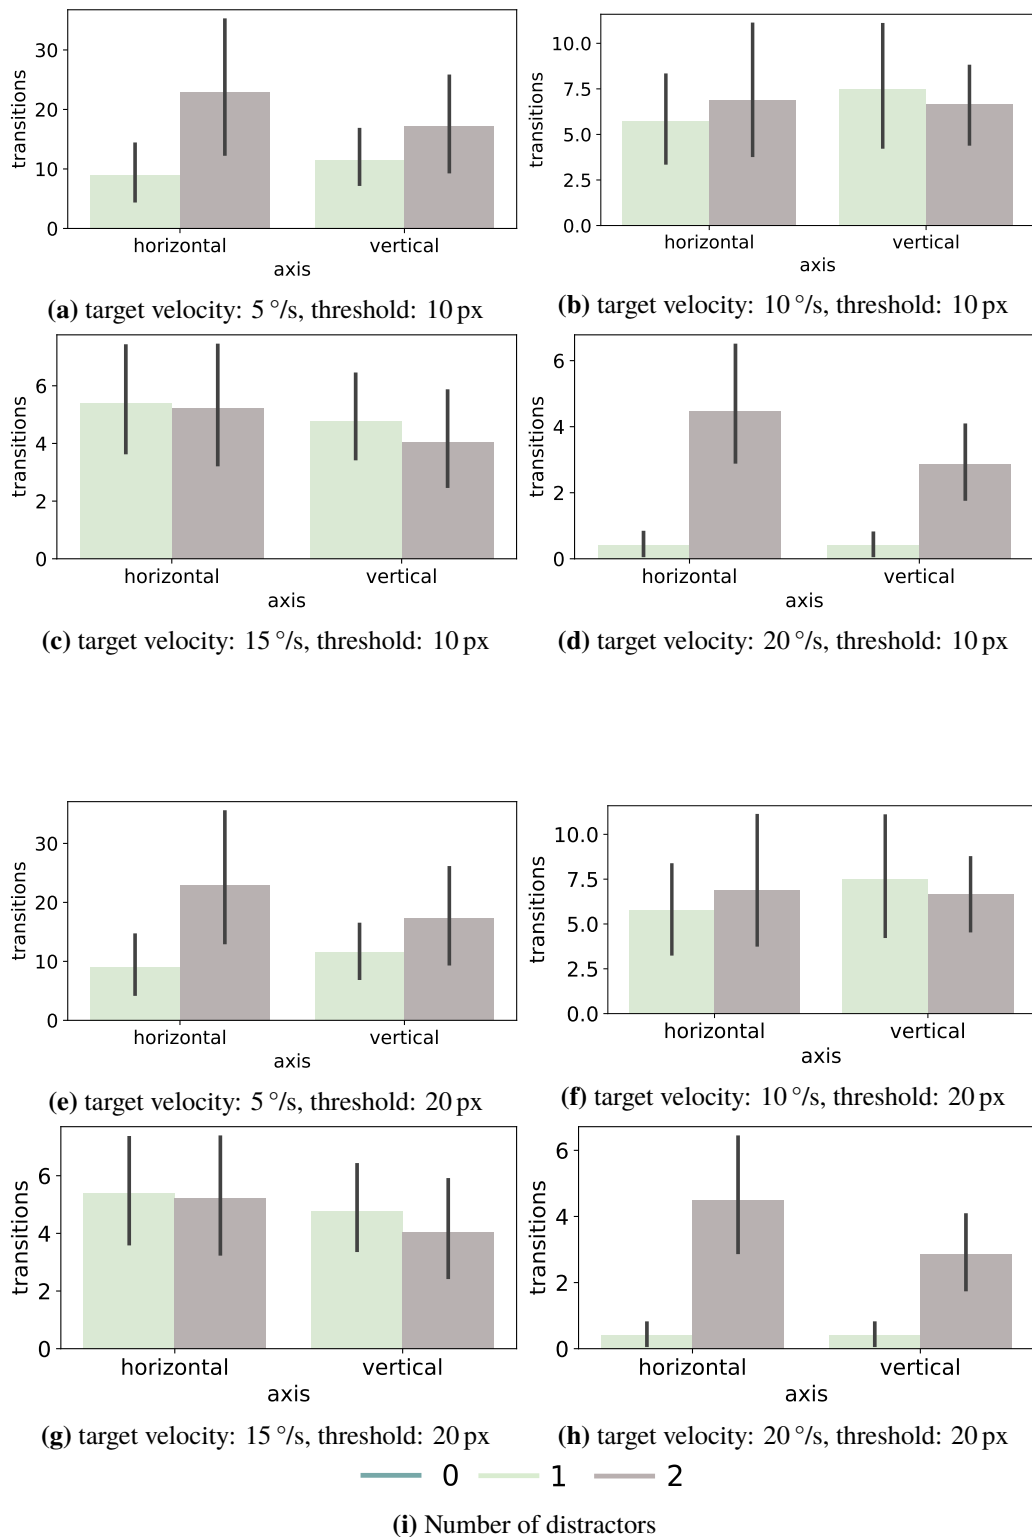 30
20
10
0
transitions
horizontal vertical
axis
(a) target velocity: 5 °/s, threshold: 10 px
10.0
7.5
5.0
2.5
0.0
transitions
horizontal vertical
axis
(b) target velocity: 10 °/s, threshold: 10 px
6
4
2
0
transitions
horizontal vertical
axis
(c) target velocity: 15 °/s, threshold: 10 px
6
4
2
0
transitions
horizontal vertical
axis
(d) target velocity: 20 °/s, threshold: 10 px
30
20
10
0
transitions
horizontal vertical
axis
(e) target velocity: 5 °/s, threshold: 20 px
10.0
7.5
5.0
2.5
0.0
transitions
horizontal vertical
axis
(f) target velocity: 10 °/s, threshold: 20 px
6
4
2
0
transitions
horizontal vertical
axis
(g) target velocity: 15 °/s, threshold: 20 px
6
4
2
0
transitions
horizontal vertical
axis
(h) target velocity: 20 °/s, threshold: 20 px
0 1 2
(i) Number of distractors